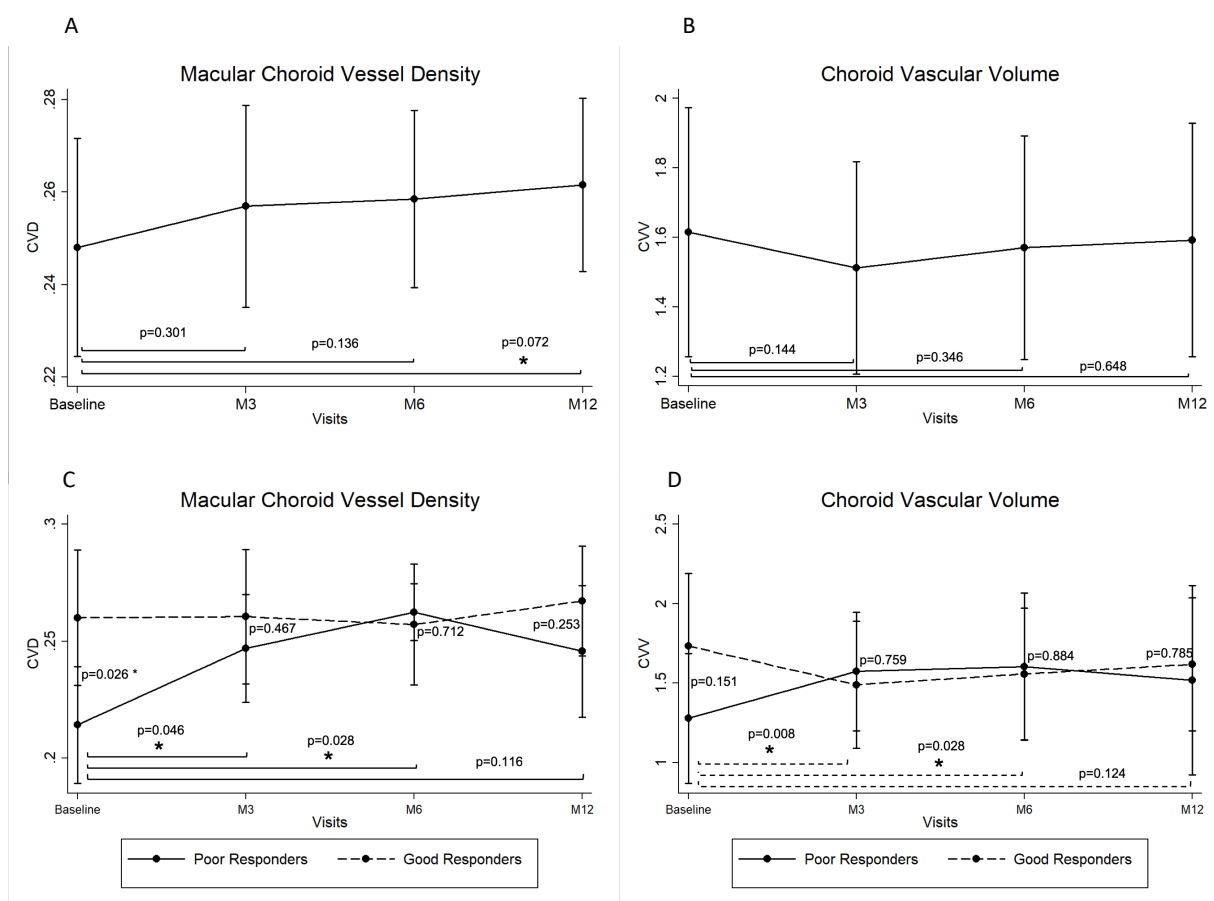 A
Macular Choroid Vessel Density
CVD
.28
.26
.24
.22
p=0.301
p=0.136
p=0.072
*
Baseline
M3
M6
M12
Visits
B
Choroid Vascular Volume
CVV
2
1.8
1.6
1.4
1.2
p=0.144
p=0.346
p=0.648
Baseline
M3
M6
M12
Visits
C
Macular Choroid Vessel Density
CVD
.3
.25
.2
p=0.026 *
p=0.467
p=0.712
p=0.253
p=0.046
*
p=0.028
*
p=0.116
Baseline
M3
M6
M12
Visits
Poor Responders
Good Responders
D
Choroid Vascular Volume
CVV
2.5
2
1.5
1
p=0.151
p=0.759
p=0.884
p=0.785
p=0.008
*
p=0.028
*
p=0.124
Baseline
M3
M6
M12
Visits
Poor Responders
Good Responders